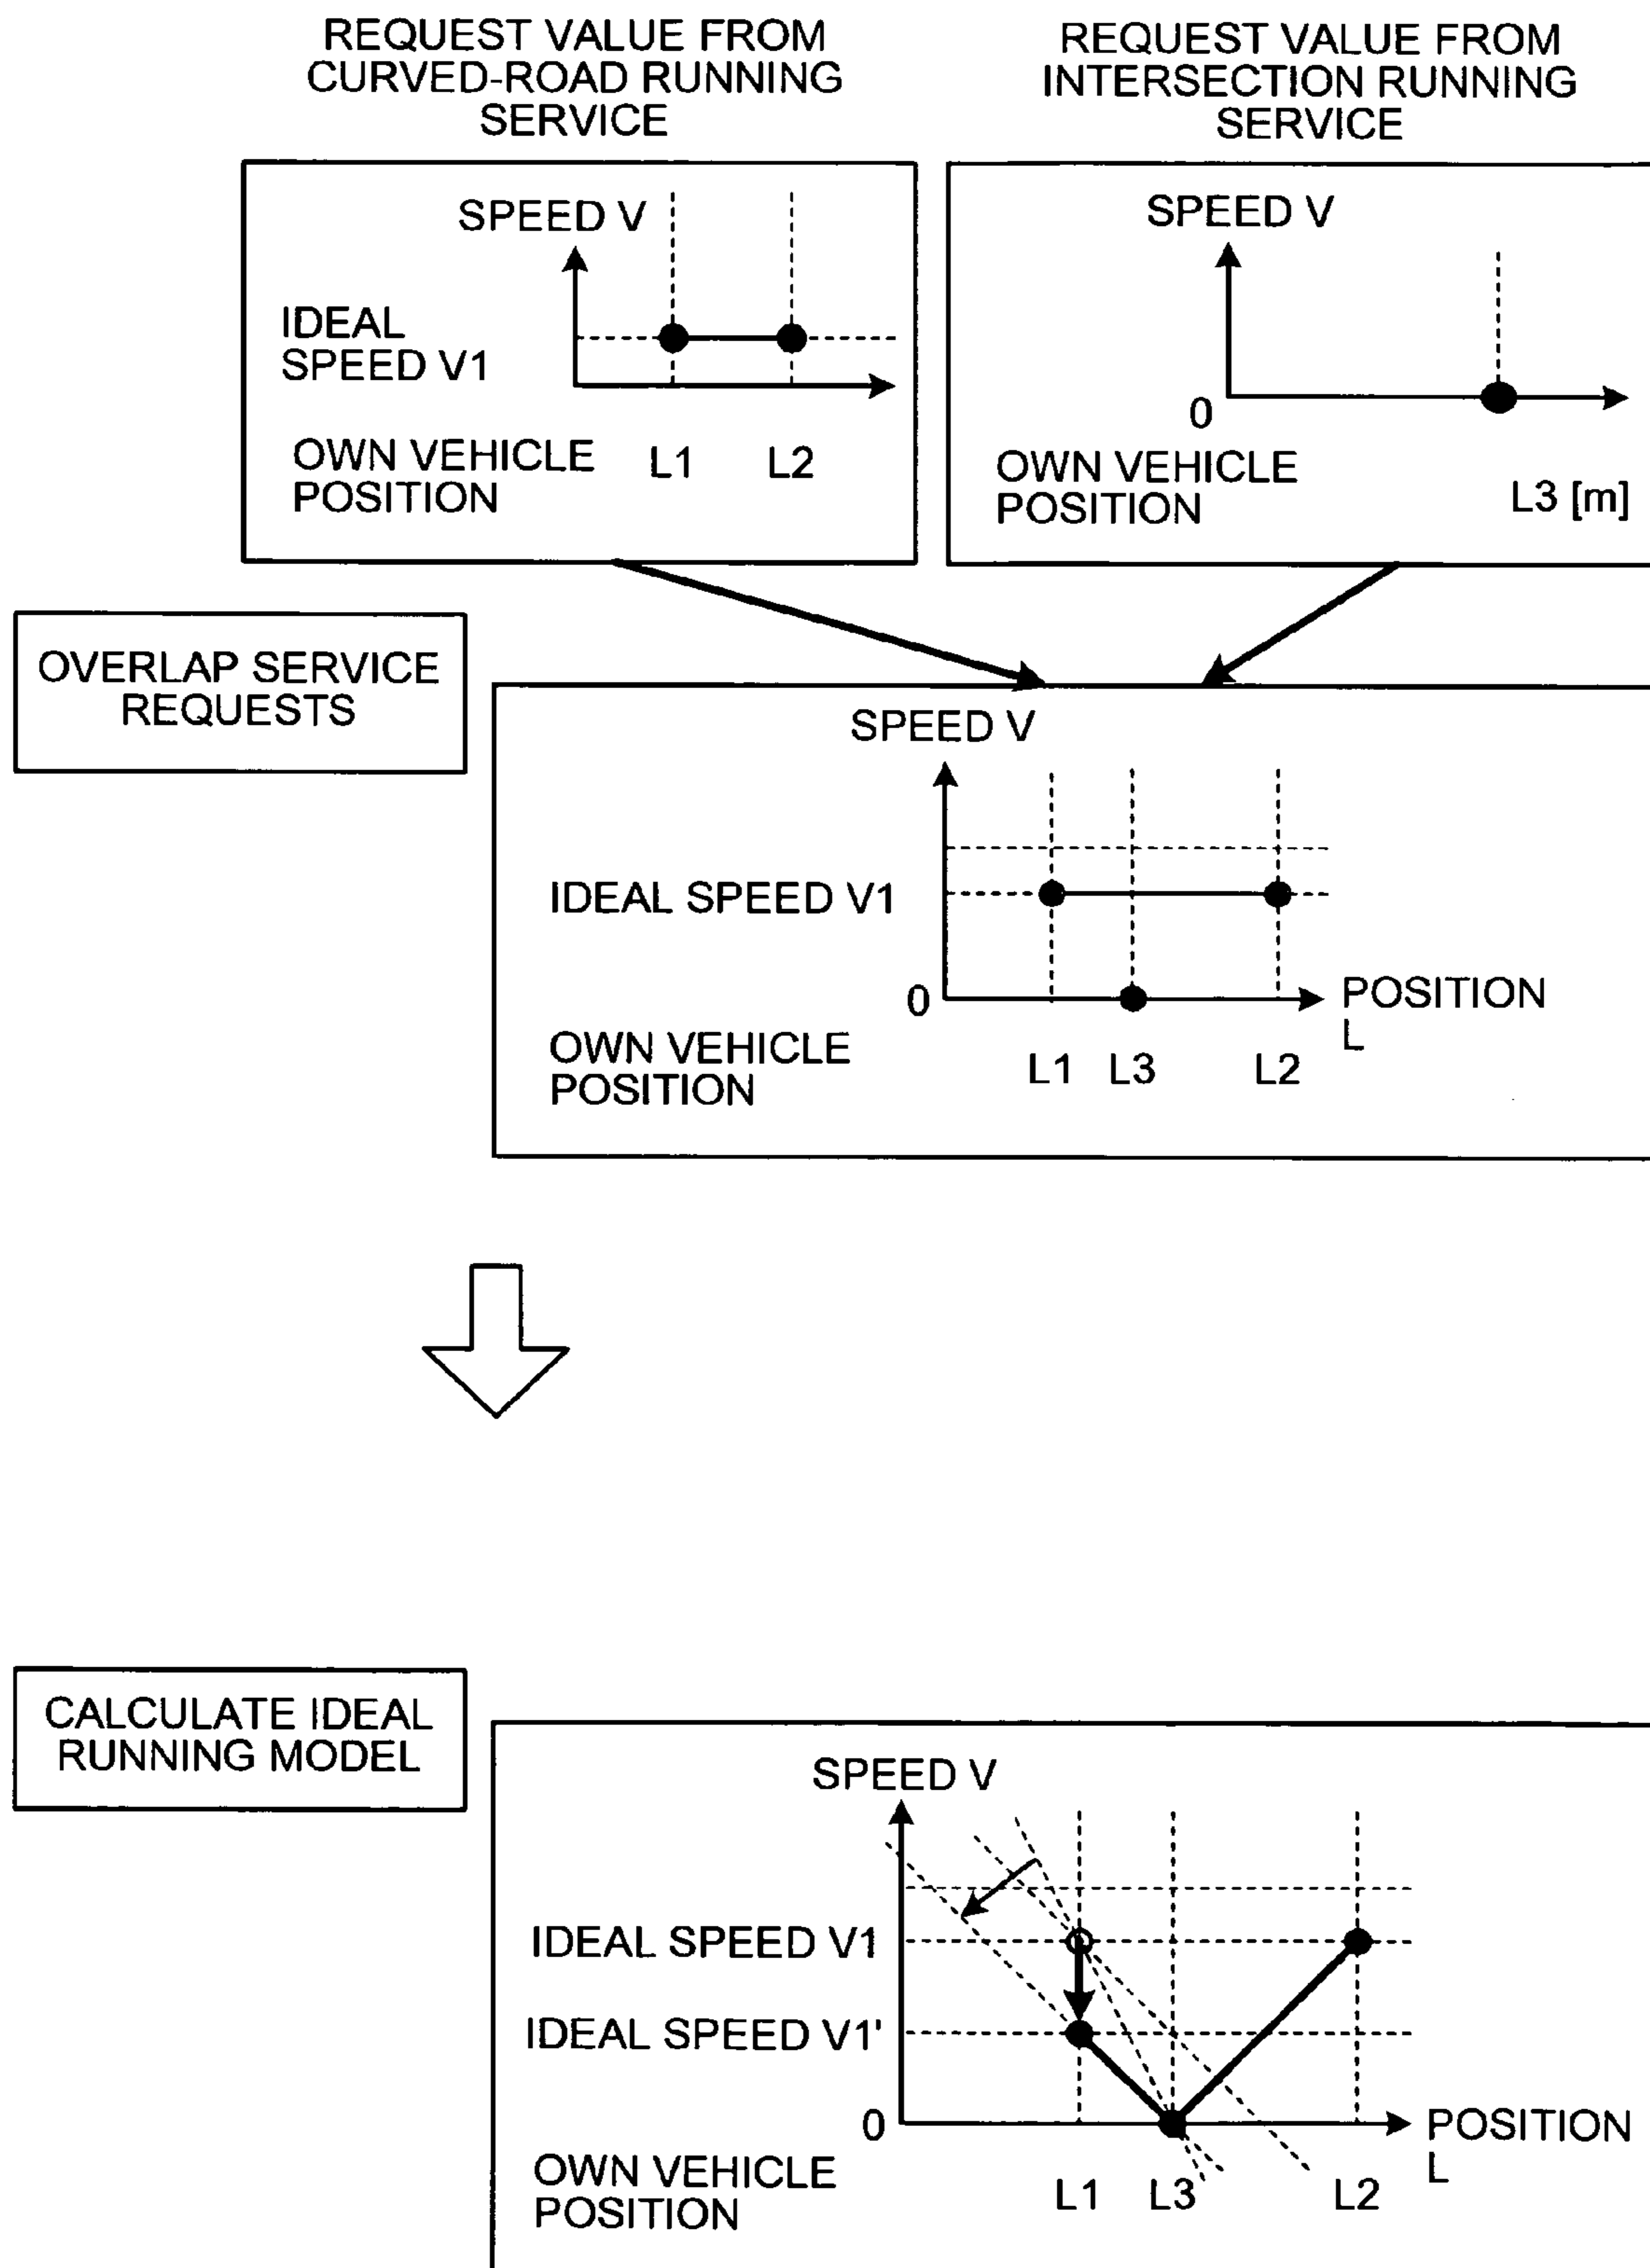 REQUEST VALUE FROM
CURVED-ROAD RUNNING
SERVICE
REQUEST VALUE FROM
INTERSECTION RUNNING
SERVICE
SPEED V
IDEAL
SPEED V1
OWN VEHICLE
POSITION
L1 L2
SPEED V
0
OWN VEHICLE
POSITION
L3 [m]
OVERLAP SERVICE
REQUESTS
SPEED V
IDEAL SPEED V1
0
POSITION
L
OWN VEHICLE
POSITION
L1 L3 L2
CALCULATE IDEAL
RUNNING MODEL
SPEED V
IDEAL SPEED V1
IDEAL SPEED V1'
0
POSITION
L
OWN VEHICLE
POSITION
L1 L3 L2